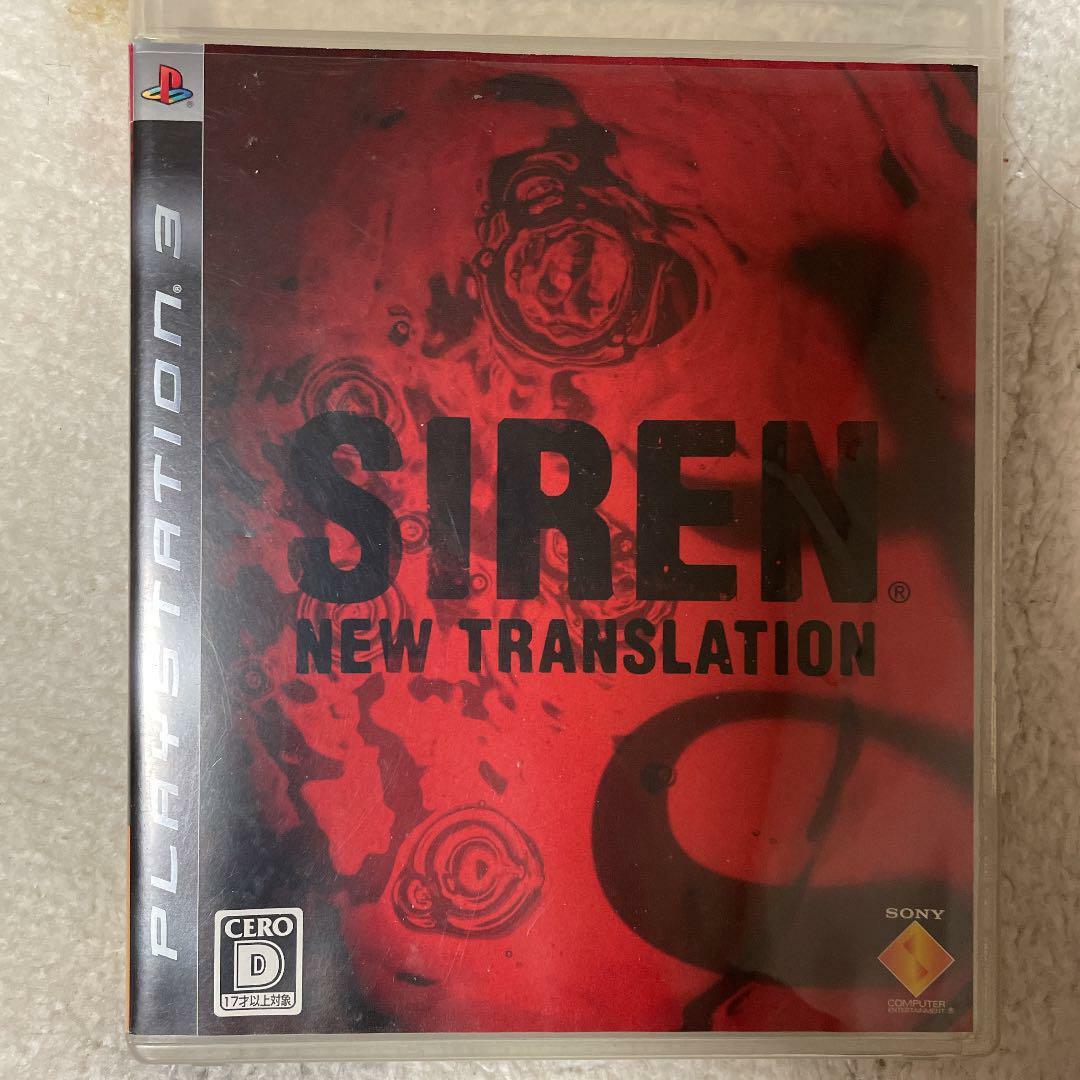 PLAYSTATION®3
SIREN®
NEW TRANSLATION
CERO
D
17才以上対象
SONY
COMPUTER
ENTERTAINMENT®